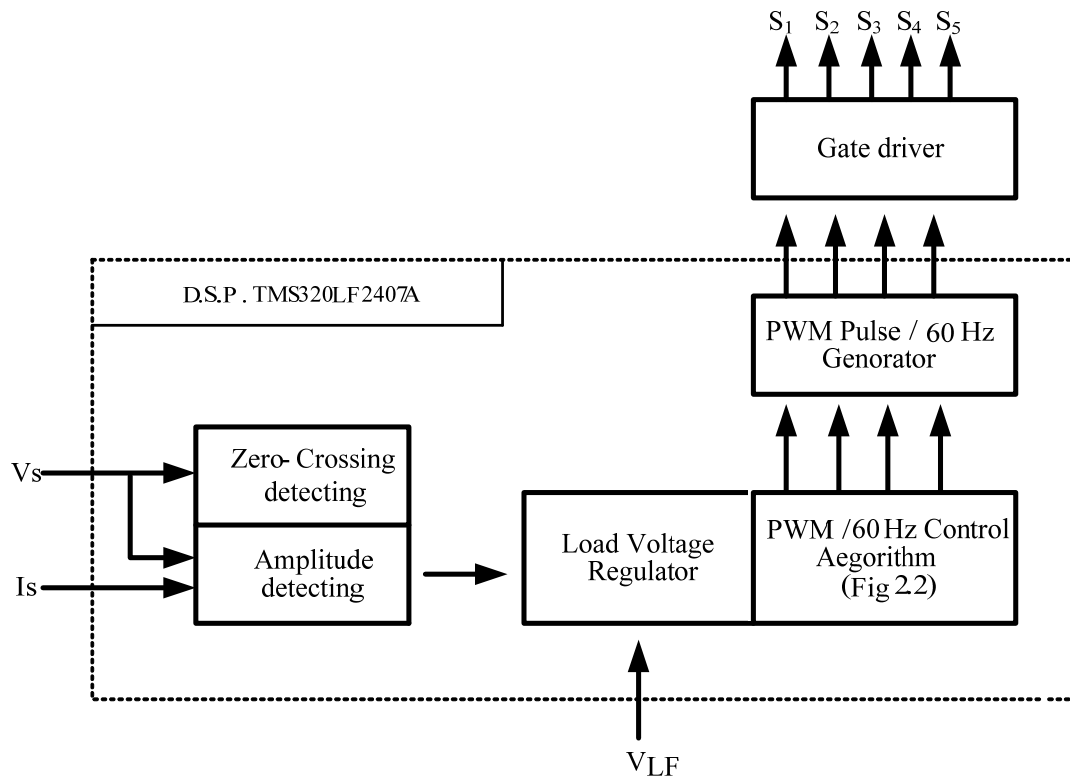 S1 S2 S3 S4 S5
Gate driver
D.S.P. TMS320LF2407A
PWM Pulse / 60 Hz
Genorator
Vs
Zero-Crossing
detecting
Is
Amplitude
detecting
Load Voltage
Regulator
PWM /60 Hz Control
Aegorithm
(Fig 2.2)
VLF